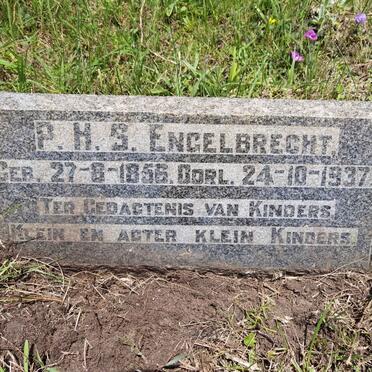 P. H. S. ENGELBRECHT.
GEB. 27-8-1856. OORL. 24-10-1937
TER GEDAGTENIS VAN KINDERS,
KLEIN EN AGTER KLEIN KINDERS.